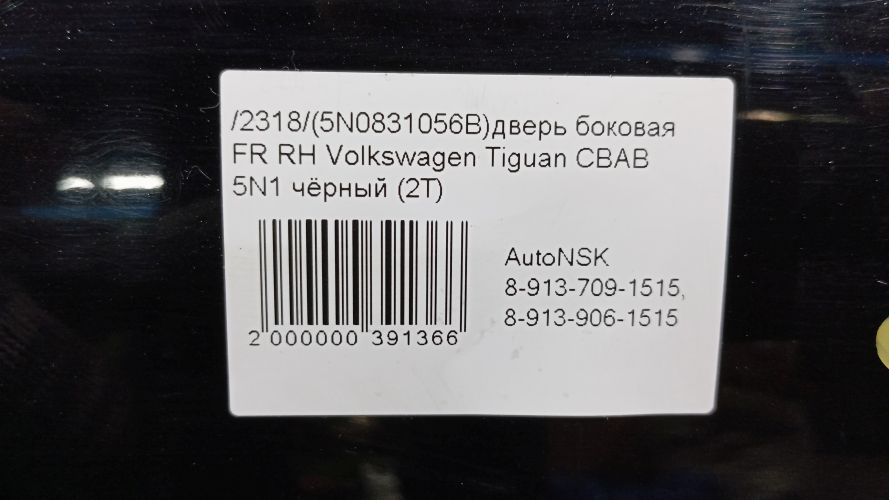 /2318/(5N0831056B)дверь боковая
FR RH Volkswagen Tiguan CBAB
5N1 чёрный (2T)
AutoNSK
8-913-709-1515,
8-913-906-1515
2 000000 391366